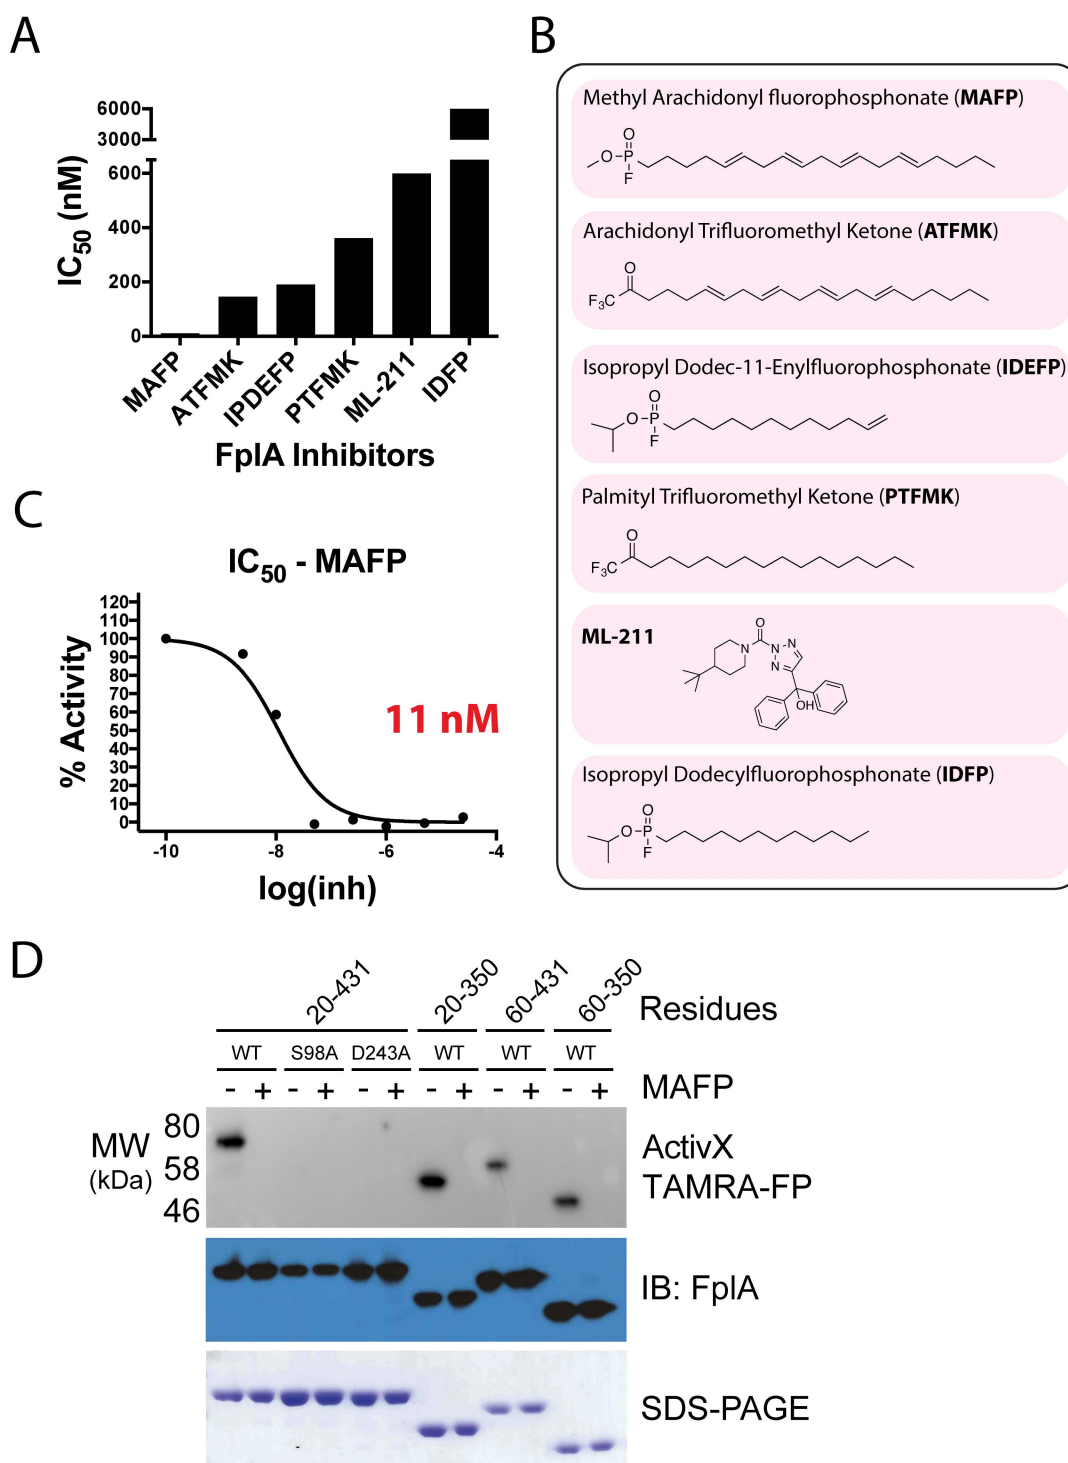 A
6000
3000
600
400
200
0
IC50 (nM)
MAFP
ATFMK
IPDEFP
PTFMK
ML-211
IDFP
FplA Inhibitors
B
Methyl Arachidonyl fluorophosphonate (MAFP)
O
O
P
F
Arachidonyl Trifluoromethyl Ketone (ATFMK)
O
F3C
Isopropyl Dodec-11-Enylfluorophosphonate (IDEFP)
O
O
P
F
Palmityl Trifluoromethyl Ketone (PTFMK)
O
F3C
ML-211
O
N
N
N
N
OH
Isopropyl Dodecylfluorophosphonate (IDFP)
O
O
P
F
C
IC50 - MAFP
120
110
100
90
80
70
60
50
40
30
20
10
0
% Activity
11 nM
-10
-8
-6
-4
log(inh)
D
20-431
20-350
60-431
60-350
Residues
WT
S98A
D243A
WT
WT
WT
- + - + - + - + - + - +
MAFP
MW
(kDa)
80
58
46
ActivX
TAMRA-FP
IB: FplA
SDS-PAGE